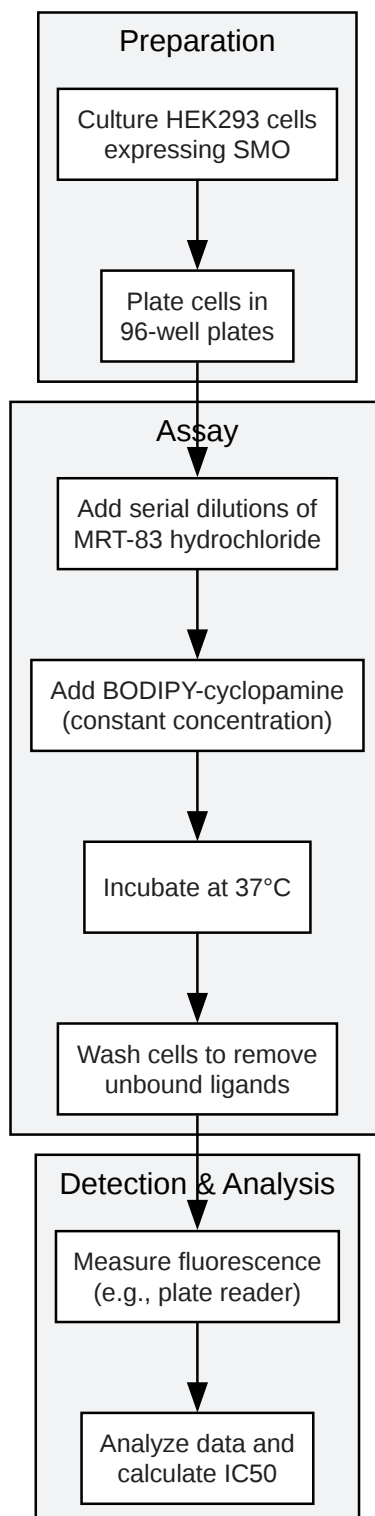 Preparation
Culture HEK293 cells
expressing SMO
Plate cells in
96-well plates
Assay
Add serial dilutions of
MRT-83 hydrochloride
Add BODIPY-cyclopamine
(constant concentration)
Incubate at 37°C
Wash cells to remove
unbound ligands
Detection & Analysis
Measure fluorescence
(e.g., plate reader)
Analyze data and
calculate IC50